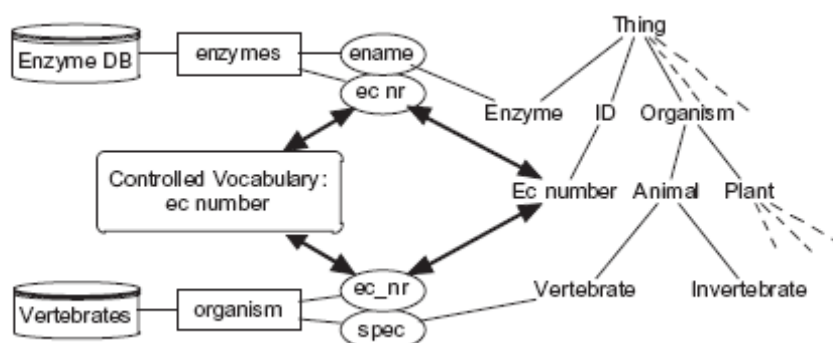 Thing
Enzyme DB
enzymes
ename
ec nr
Enzyme
ID
Organism
Controlled Vocabulary:
ec number
Ec number
Animal
Plant
Vertebrates
organism
ec_nr
spec
Vertebrate
Invertebrate